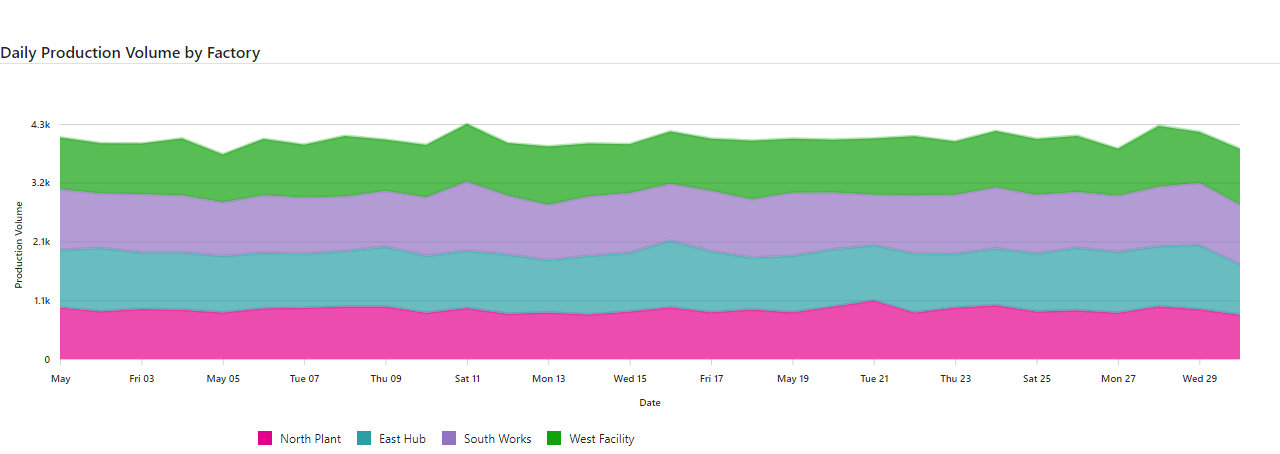 Daily Production Volume by Factory
4.3k
3.2k
2.1k
1.1k
0
Production Volume
May Fri 03 May 05 Tue 07 Thu 09 Sat 11 Mon 13 Wed 15 Fri 17 May 19 Tue 21 Thu 23 Sat 25 Mon 27 Wed 29
Date
North Plant East Hub South Works West Facility